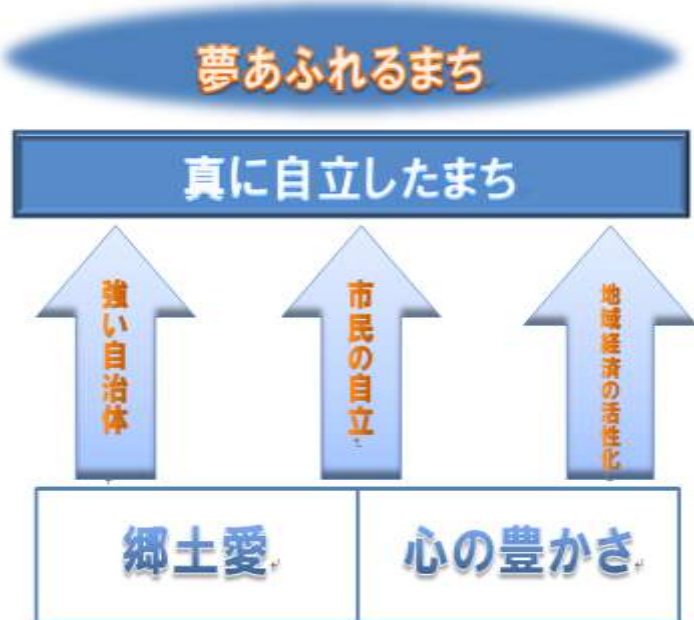 夢あふれるまち
真に自立したまち
強い自治体
市民の自立
地域経済の活性化
郷土愛
心の豊かさ